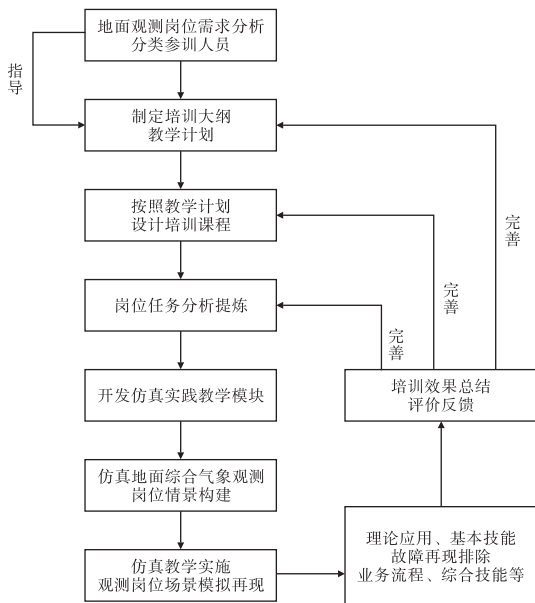 地面观测岗位需求分析
分类参训人员
指导
制定培训大纲
教学计划
按照教学计划
设计培训课程
完善
岗位任务分析提炼
完善
完善
开发仿真实践教学模块
培训效果总结
评价反馈
仿真地面综合气象观测
岗位情景构建
仿真教学实施
观测岗位场景模拟再现
理论应用、基本技能
故障再现排除
业务流程、综合技能等